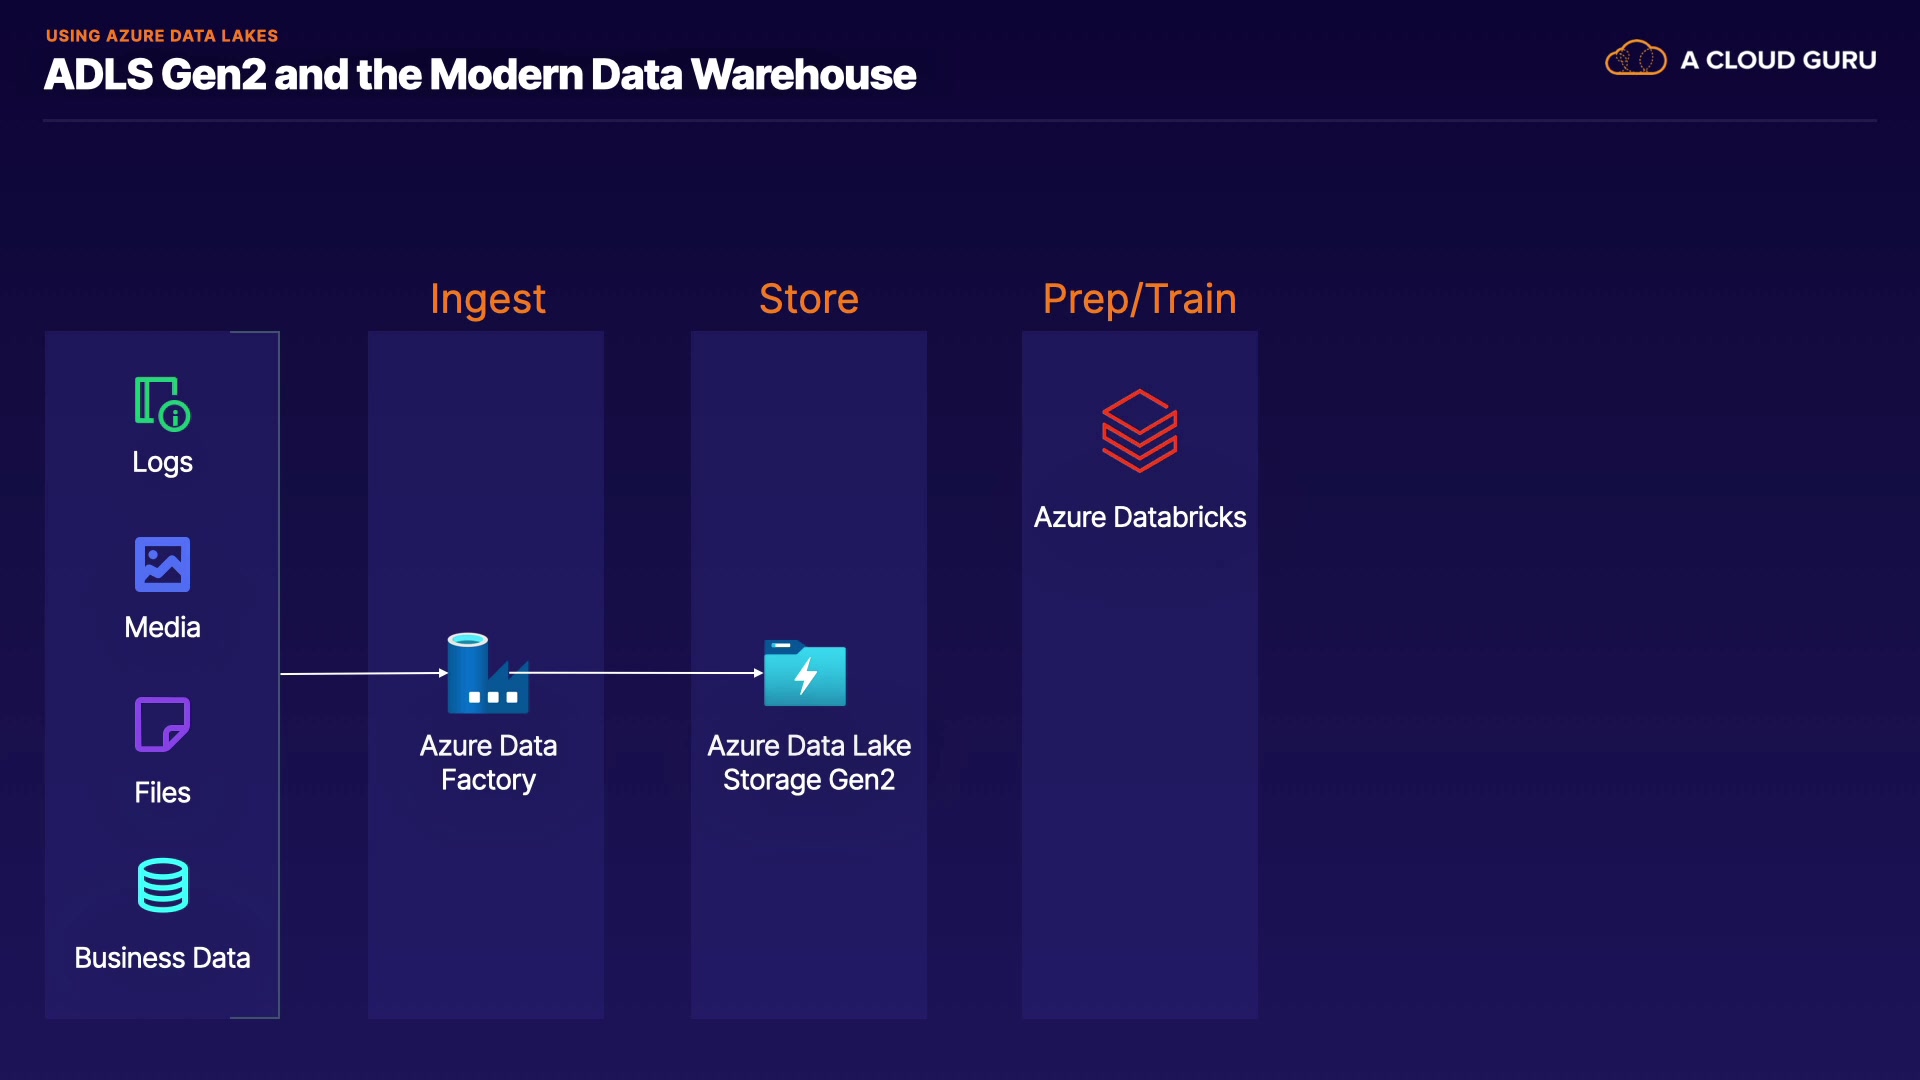 USING AZURE DATA LAKES
ADLS Gen2 and the Modern Data Warehouse
A CLOUD GURU
Ingest
Store
Prep/Train
Logs
Media
Files
Business Data
Azure Data
Factory
Azure Data Lake
Storage Gen2
Azure Databricks